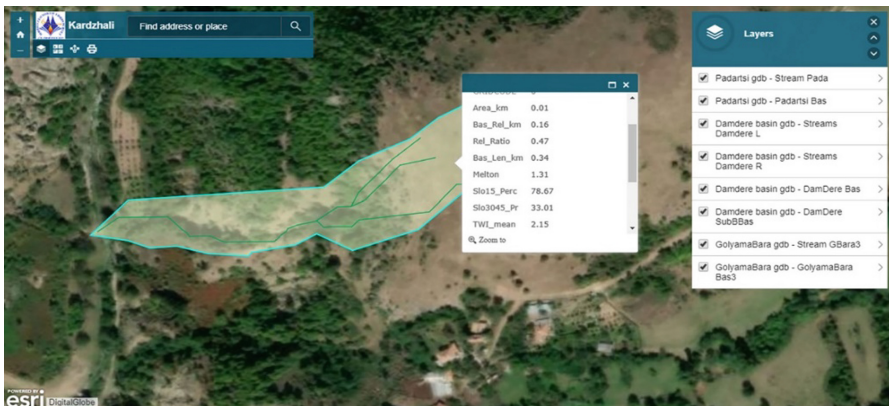 Kardzhali
Find address or place
Layers
Padartsi gdb - Stream Pada
Padartsi gdb - Padartsi Bas
Damdere basin gdb - Streams
Damdere L
Damdere basin gdb - Streams
Damdere R
Damdere basin gdb - DamDere Bas
Damdere basin gdb - DamDere
SubBBas
GolyamaBara gdb - Stream GBara3
GolyamaBara gdb - GolyamaBara
Bas3
Area_km 0.01
Bas_Rel_km 0.16
Rel_Ratio 0.47
Bas_Len_km 0.34
Melton 1.31
Slo15_Perc 78.67
Slo3045_Pr 33.01
TWI_mean 2.15
Zoom to
POWERED BY
esri
DigitalGlobe